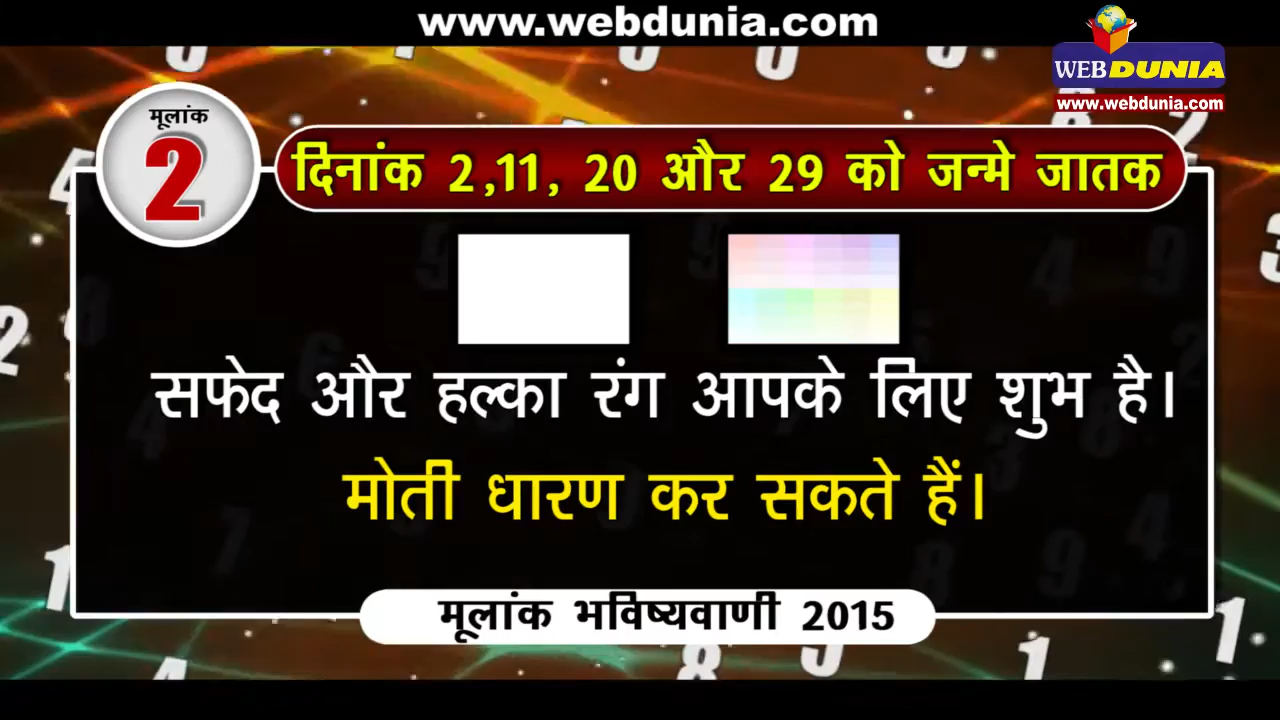 www.webdunia.com
WEBDUNIA
www.webdunia.com
मूलांक
2
दिनांक 2,11, 20 और 29 को जन्मे जातक
सफेद और हल्का रंग आपके लिए शुभ है।
मोती धारण कर सकते हैं।
मूलांक भविष्यवाणी 2015